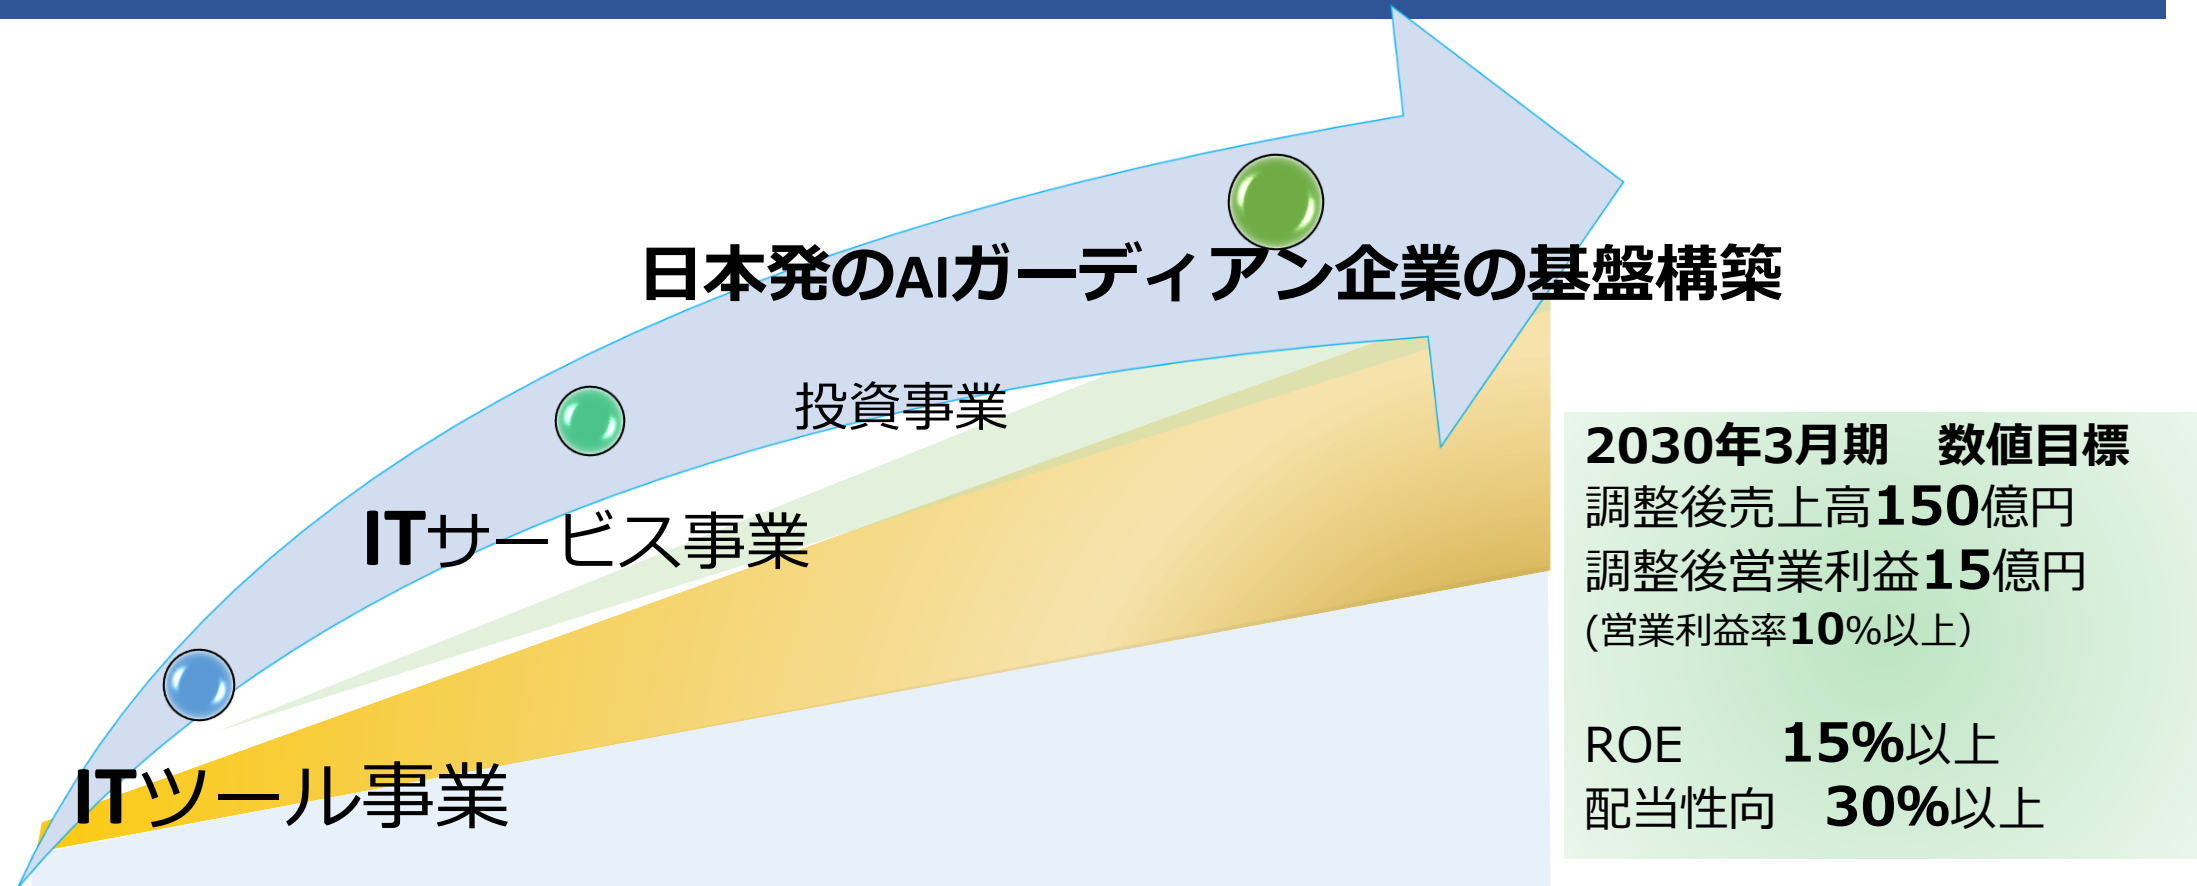 日本発のAIガーディアン企業の基盤構築
投資事業
ITサービス事業
ITツール事業
2030年3月期　数値目標
調整後売上高150億円
調整後営業利益15億円
(営業利益率10%以上）
ROE　　15%以上
配当性向　30%以上